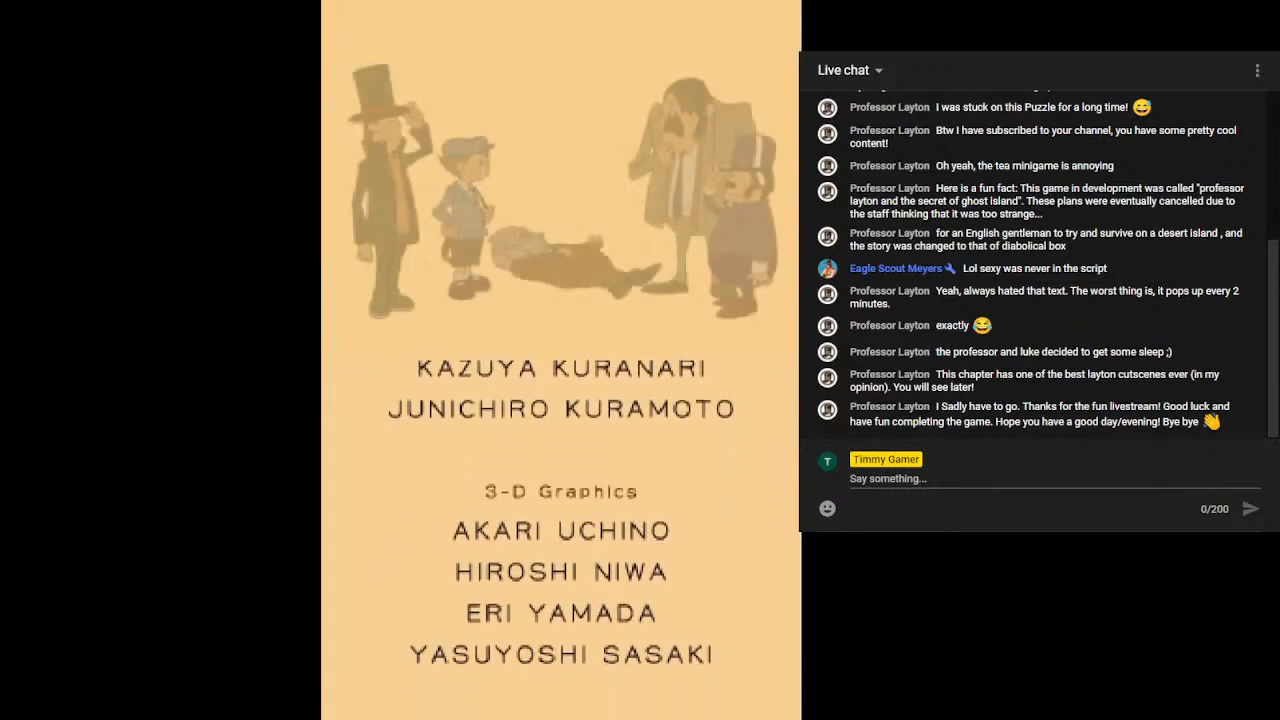 KAZUYA KURANARI
JUNICHIRO KURAMOTO
3-D Graphics
AKARI UCHINO
HIROSHI NIWA
ERI YAMADA
YASUYOSHI SASAKI
Live chat
Professor Layton I was stuck on this Puzzle for a long time! 😅
Professor Layton Btw I have subscribed to your channel, you have some pretty cool
content!
Professor Layton Oh yeah, the tea minigame is annoying
Professor Layton Here is a fun fact: This game in development was called "professor
layton and the secret of ghost island". These plans were eventually cancelled due to
the staff thinking that it was too strange...
Professor Layton for an English gentleman to try and survive on a desert island , and
the story was changed to that of diabolical box
Eagle Scout Meyers Lol sexy was never in the script
Professor Layton Yeah, always hated that text. The worst thing is, it pops up every 2
minutes.
Professor Layton exactly 😂
Professor Layton the professor and luke decided to get some sleep ;)
Professor Layton This chapter has one of the best layton cutscenes ever (in my
opinion). You will see later!
Professor Layton I Sadly have to go. Thanks for the fun livestream! Good luck and
have fun completing the game. Hope you have a good day/evening! Bye bye 👋
T
Timmy Gamer
Say something...
0/200